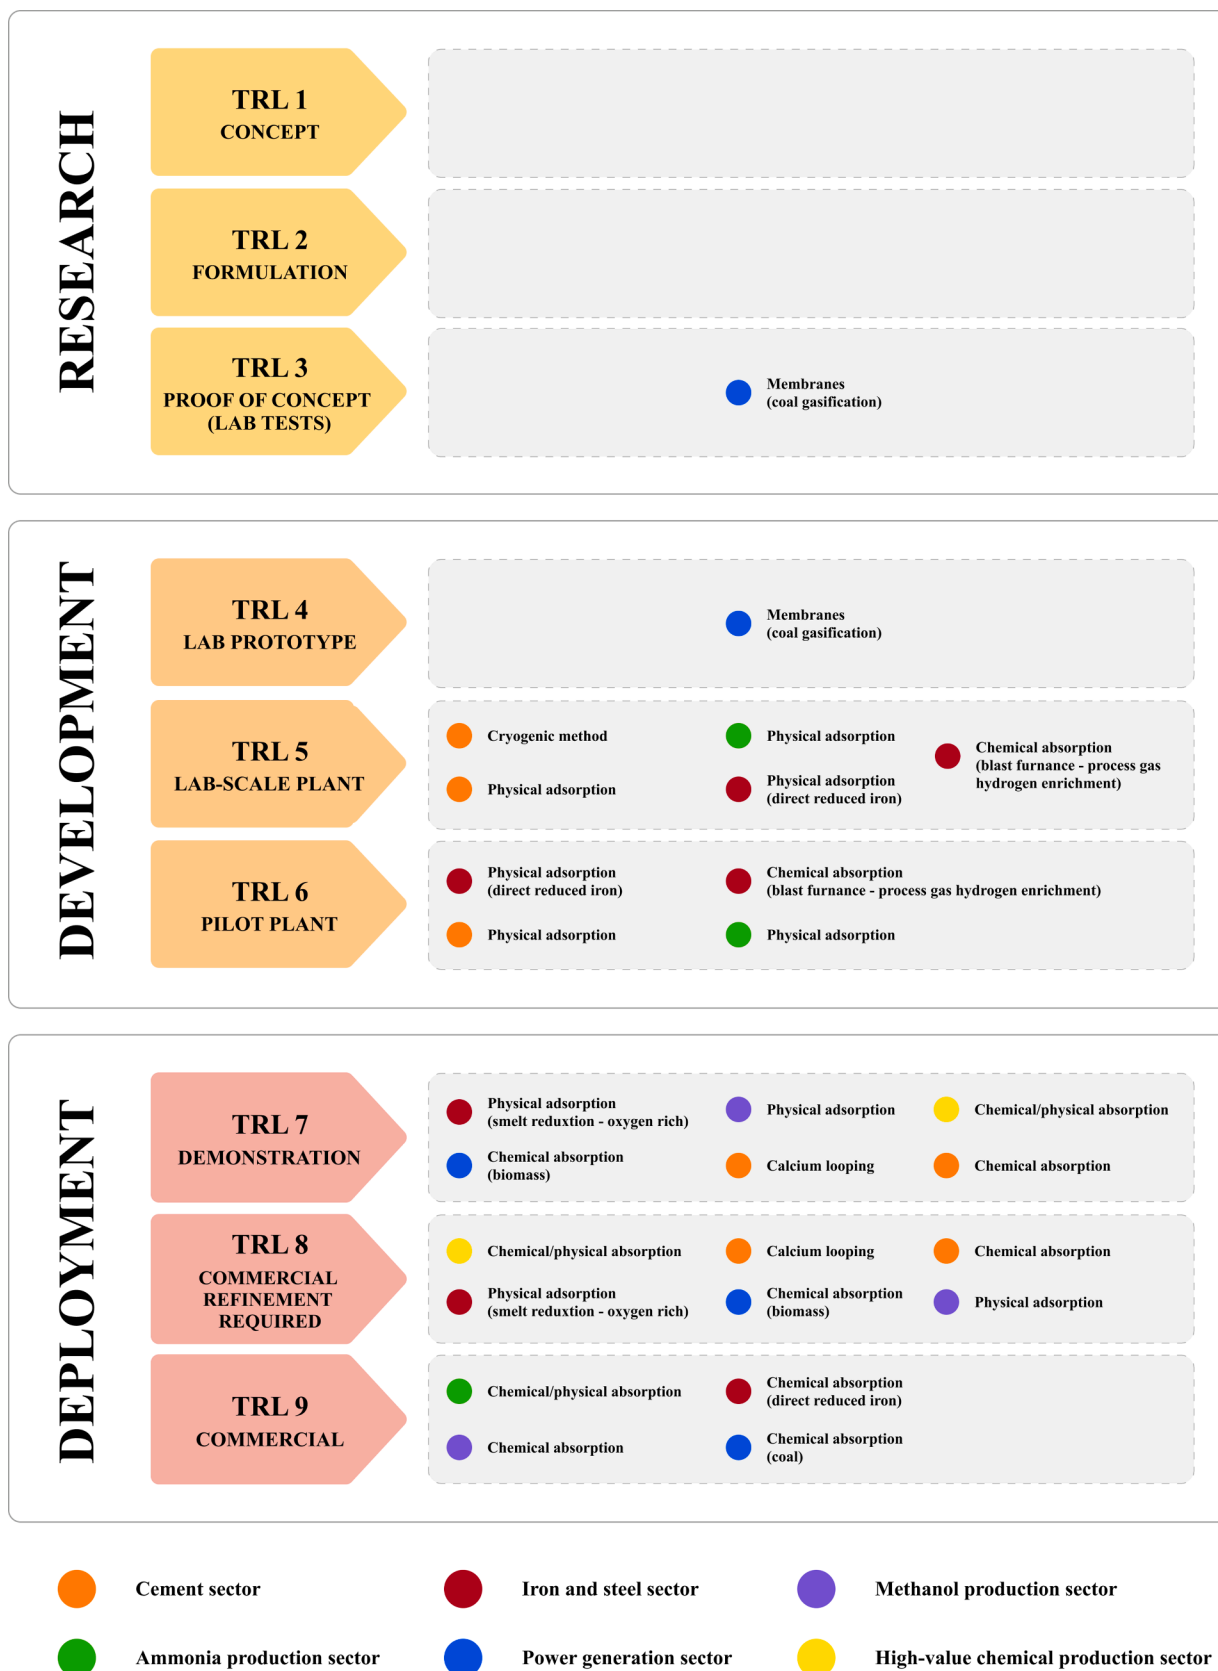 RESEARCH
TRL 1
CONCEPT
TRL 2
FORMULATION
TRL 3
PROOF OF CONCEPT
(LAB TESTS)
Membranes
(coal gasification)
DEVELOPMENT
TRL 4
LAB PROTOTYPE
Membranes
(coal gasification)
TRL 5
LAB-SCALE PLANT
Cryogenic method
Physical adsorption
Physical adsorption
Physical adsorption
(direct reduced iron)
Chemical absorption
(blast furnance - process gas
hydrogen enrichment)
TRL 6
PILOT PLANT
Physical adsorption
(direct reduced iron)
Chemical absorption
(blast furnance - process gas hydrogen enrichment)
Physical adsorption
Physical adsorption
DEPLOYMENT
TRL 7
DEMONSTRATION
Physical adsorption
(smelt reduxtion - oxygen rich)
Physical adsorption
Chemical/physical absorption
Chemical absorption
(biomass)
Calcium looping
Chemical absorption
TRL 8
COMMERCIAL
REFINEMENT
REQUIRED
Chemical/physical absorption
Calcium looping
Chemical absorption
Physical adsorption
(smelt reduxtion - oxygen rich)
Chemical absorption
(biomass)
Physical adsorption
TRL 9
COMMERCIAL
Chemical/physical absorption
Chemical absorption
(direct reduced iron)
Chemical absorption
Chemical absorption
(coal)
Cement sector
Iron and steel sector
Methanol production sector
Ammonia production sector
Power generation sector
High-value chemical production sector